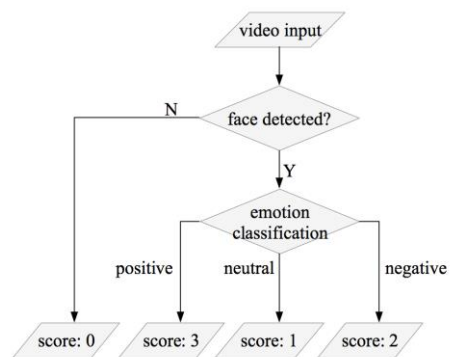 video input
N
face detected?
Y
emotion
classification
positive
neutral
negative
score: 0
score: 3
score: 1
score: 2